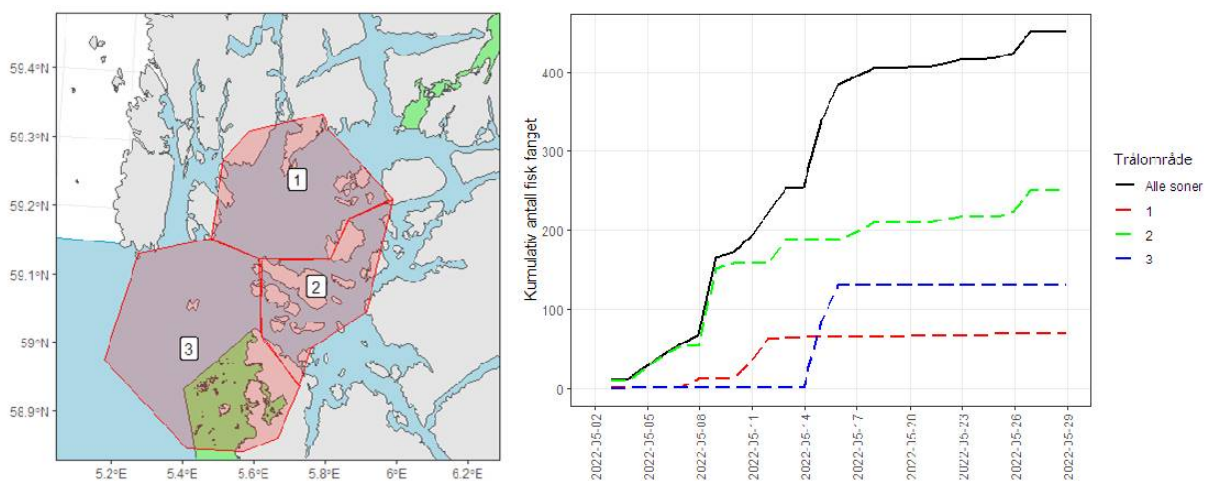 59.4°N
59.3°N
59.2°N
59.1°N
59°N
58.9°N
5.2°E
5.4°E
5.6°E
5.8°E
6°E
6.2°E
1
2
3
Kumulativ antall fisk fanget
400
300
200
100
0
2022-05-02
2022-05-05
2022-05-08
2022-05-11
2022-05-14
2022-05-17
2022-05-20
2022-05-23
2022-05-26
2022-05-29
Trålområde
Alle soner
1
2
3